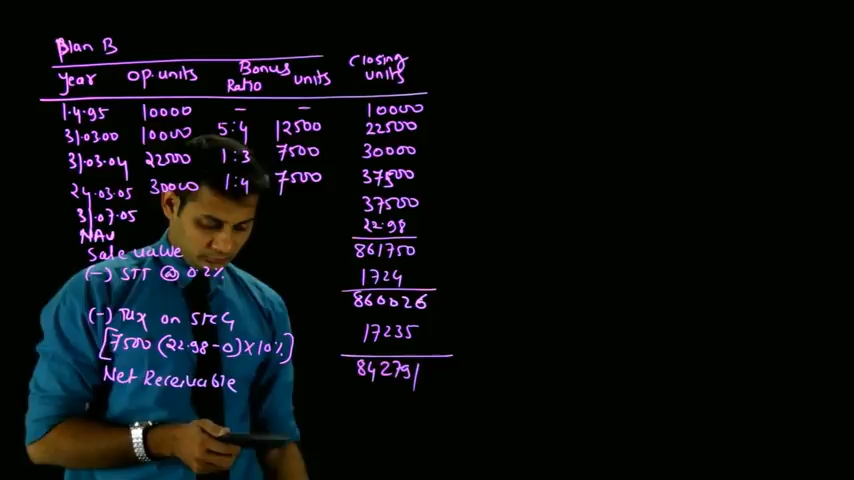 Plan B
Year Op. units Bonus Ratio units Closing units
1.4.95 10000 - - 10000
31.03.00 10000 5:4 12500 22500
31.03.04 22500 1:3 7500 30000
24.03.05 30000 1:4 7500 37500
31.07.05 37500
NAV 22.98
Sale value 861750
(-) STT @ 0.2% 1724
860026
(-) Tax on STCG 17235
[7500 (22.98-0) x 10%]
Net Receivable 842791